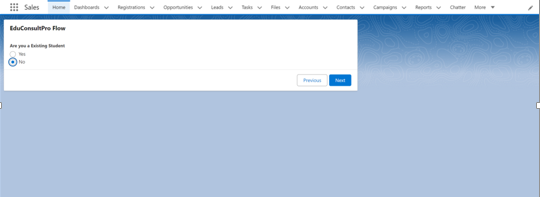 Sales Home Dashboards Registrations Opportunities Leads Tasks Files Accounts Contacts Campaigns Reports Chatter More
EduConsultPro Flow
Are you a Existing Student
Yes
No
Previous Next